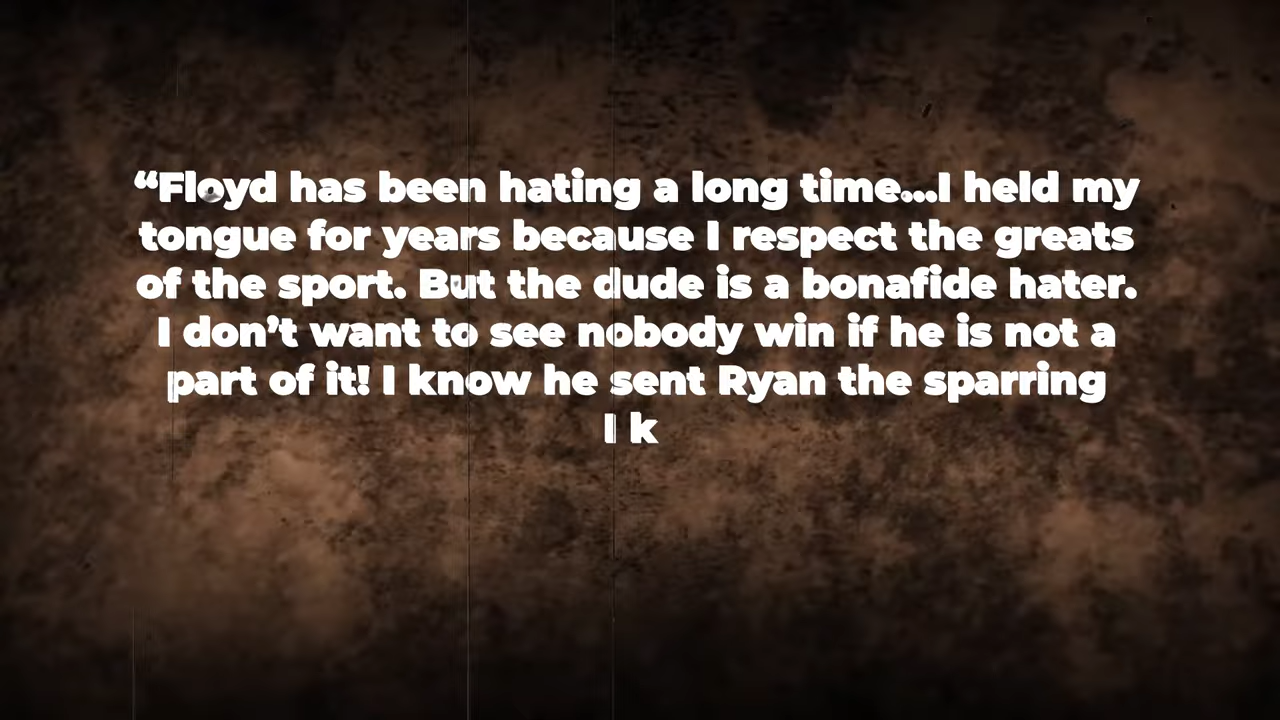 “Floyd has been hating a long time...I held my
tongue for years because I respect the greats
of the sport. But the dude is a bonafide hater.
I don’t want to see nobody win if he is not a
part of it! I know he sent Ryan the sparring
I k